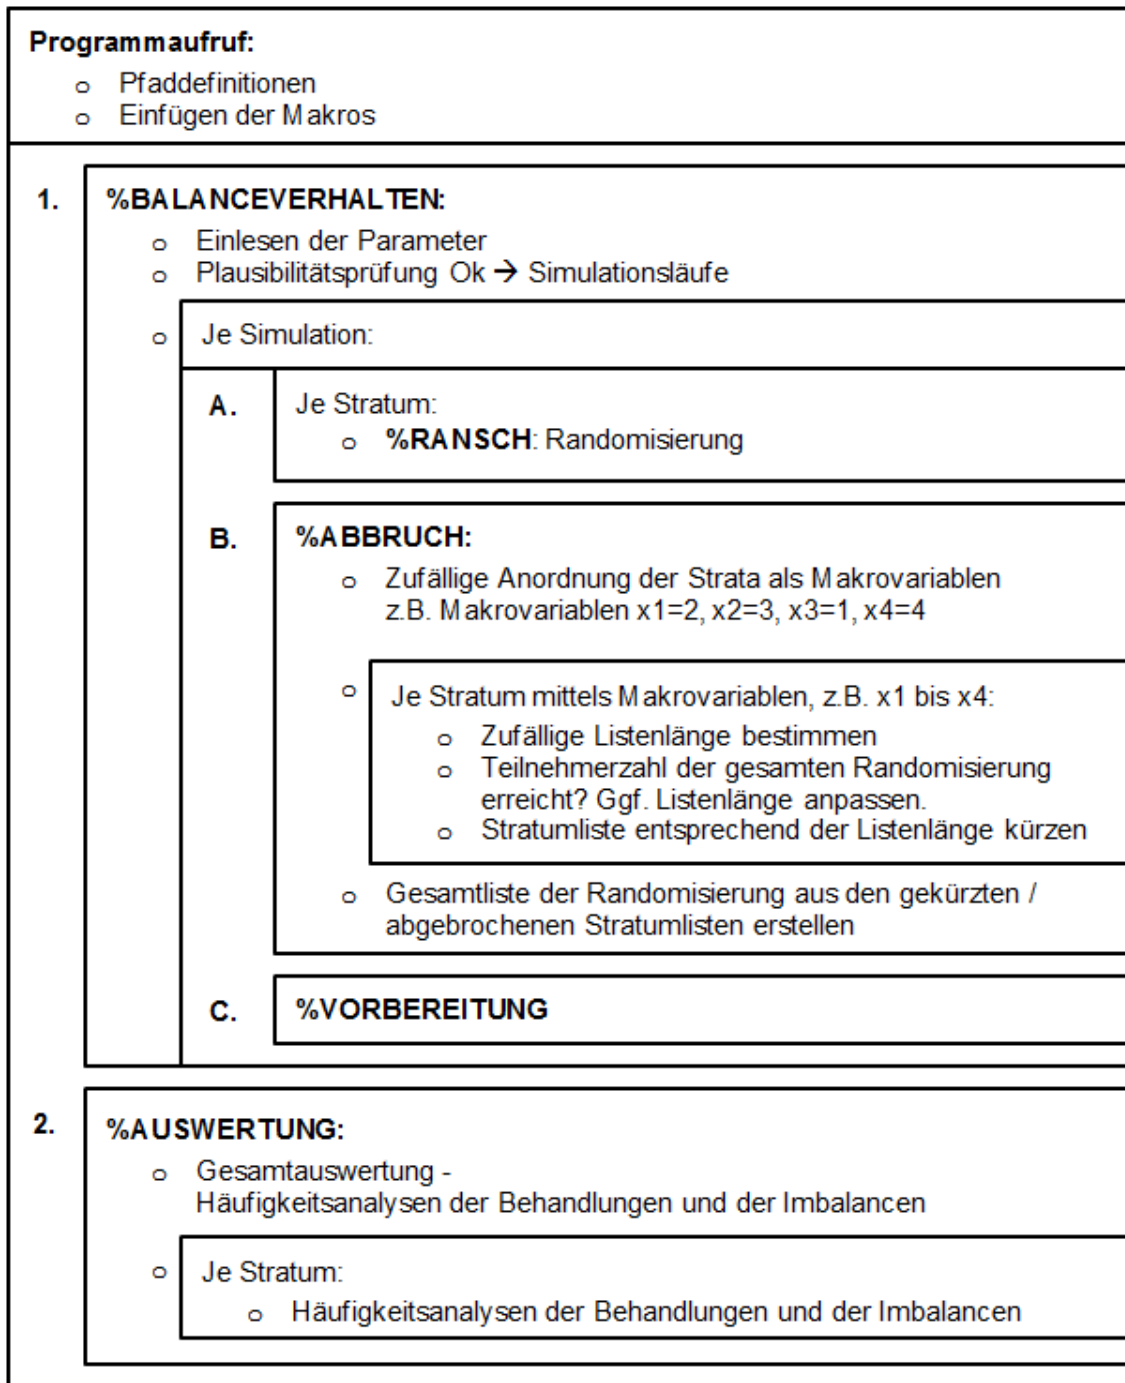 Programmaufruf:
o Pfaddefinitionen
o Einfügen der Makros
1. %BALANCEVERHALTEN:
o Einlesen der Parameter
o Plausibilitätsprüfung Ok → Simulationsläufe
o Je Simulation:
A. Je Stratum:
o %RANSCH: Randomisierung
B. %ABBRUCH:
o Zufällige Anordnung der Strata als Makrovariablen
z.B. Makrovariablen x1=2, x2=3, x3=1, x4=4
o Je Stratum mittels Makrovariablen, z.B. x1 bis x4:
o Zufällige Listenlänge bestimmen
o Teilnehmerzahl der gesamten Randomisierung
erreicht? Ggf. Listenlänge anpassen.
o Stratumliste entsprechend der Listenlänge kürzen
o Gesamtliste der Randomisierung aus den gekürzten /
abgebrochenen Stratumlisten erstellen
C. %VORBEREITUNG
2. %AUSWERTUNG:
o Gesamtauswertung -
Häufigkeitsanalysen der Behandlungen und der Imbalancen
o Je Stratum:
o Häufigkeitsanalysen der Behandlungen und der Imbalancen